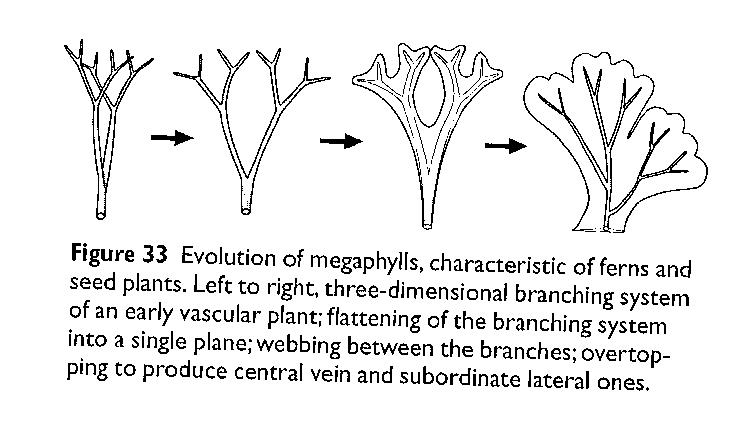 Figure 33 Evolution of megaphylls, characteristic of ferns and
seed plants. Left to right, three-dimensional branching system
of an early vascular plant; flattening of the branching system
into a single plane; webbing between the branches; overtop-
ping to produce central vein and subordinate lateral ones.